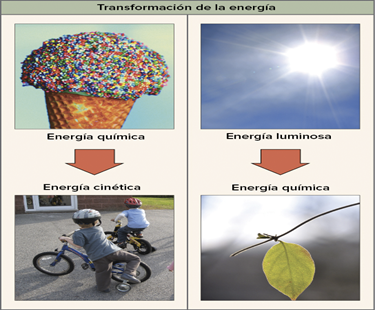 Transformación de la energía
Energía química
Energía luminosa
Energía cinética
Energía química